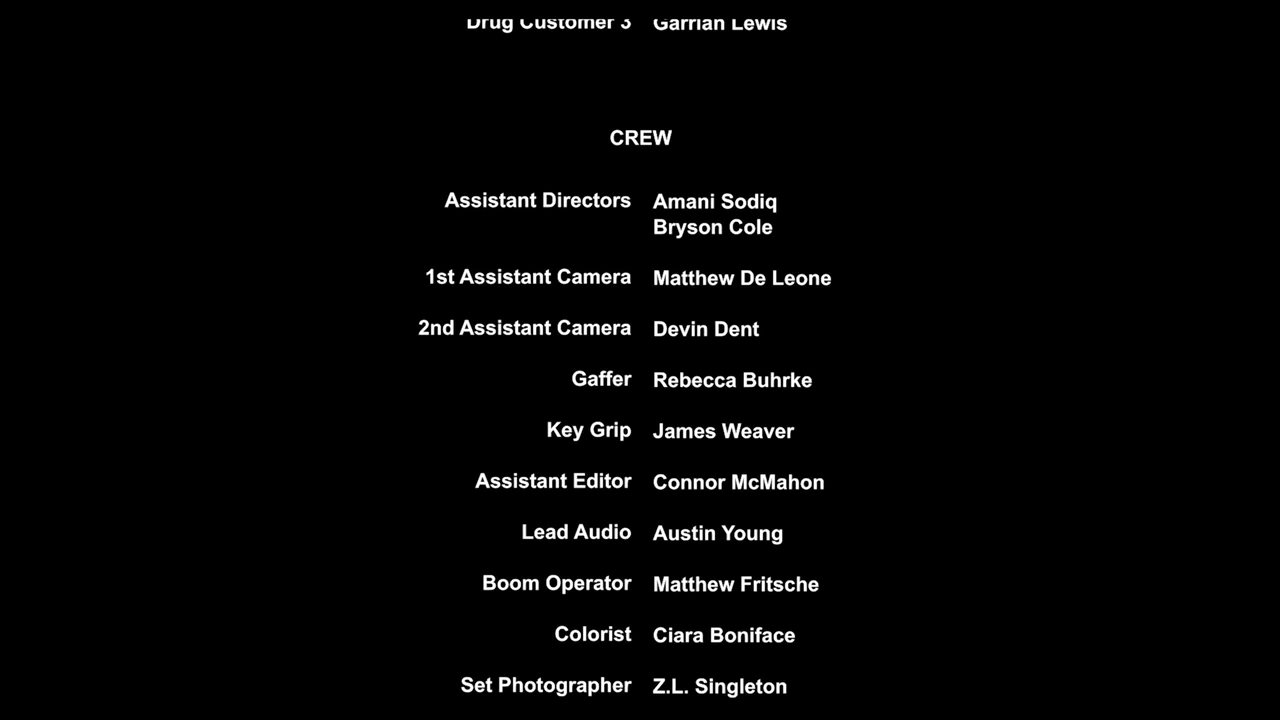 Drug Customer 3 Garrian Lewis
CREW
Assistant Directors Amani Sodiq
Bryson Cole
1st Assistant Camera Matthew De Leone
2nd Assistant Camera Devin Dent
Gaffer Rebecca Buhrke
Key Grip James Weaver
Assistant Editor Connor McMahon
Lead Audio Austin Young
Boom Operator Matthew Fritsche
Colorist Ciara Boniface
Set Photographer Z.L. Singleton